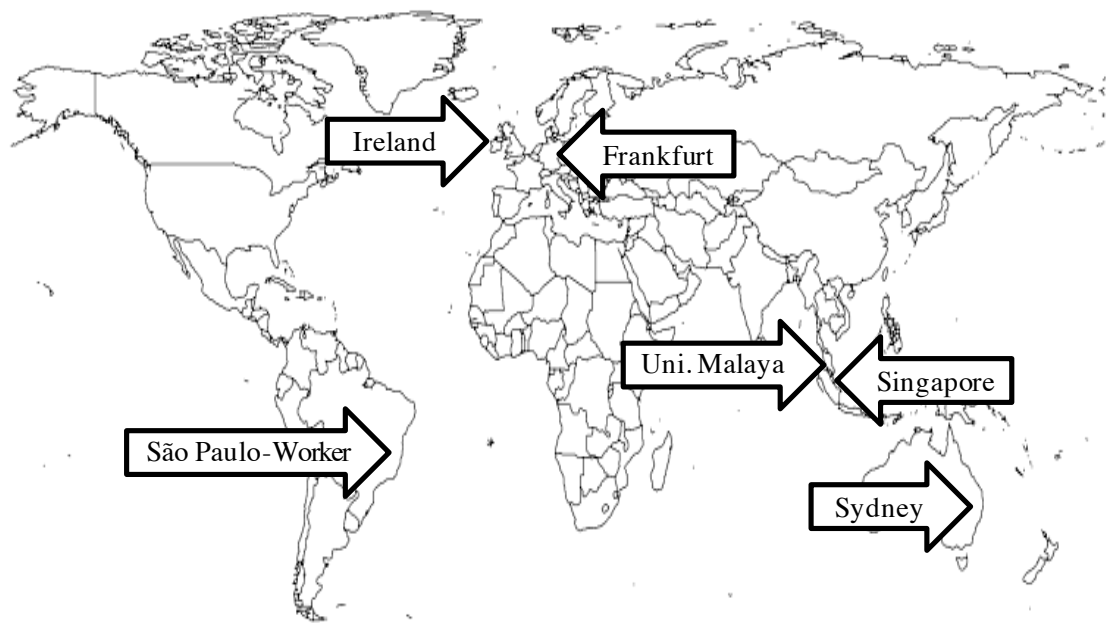 Ireland
Frankfurt
Uni. Malaya
Singapore
São Paulo-Worker
Sydney